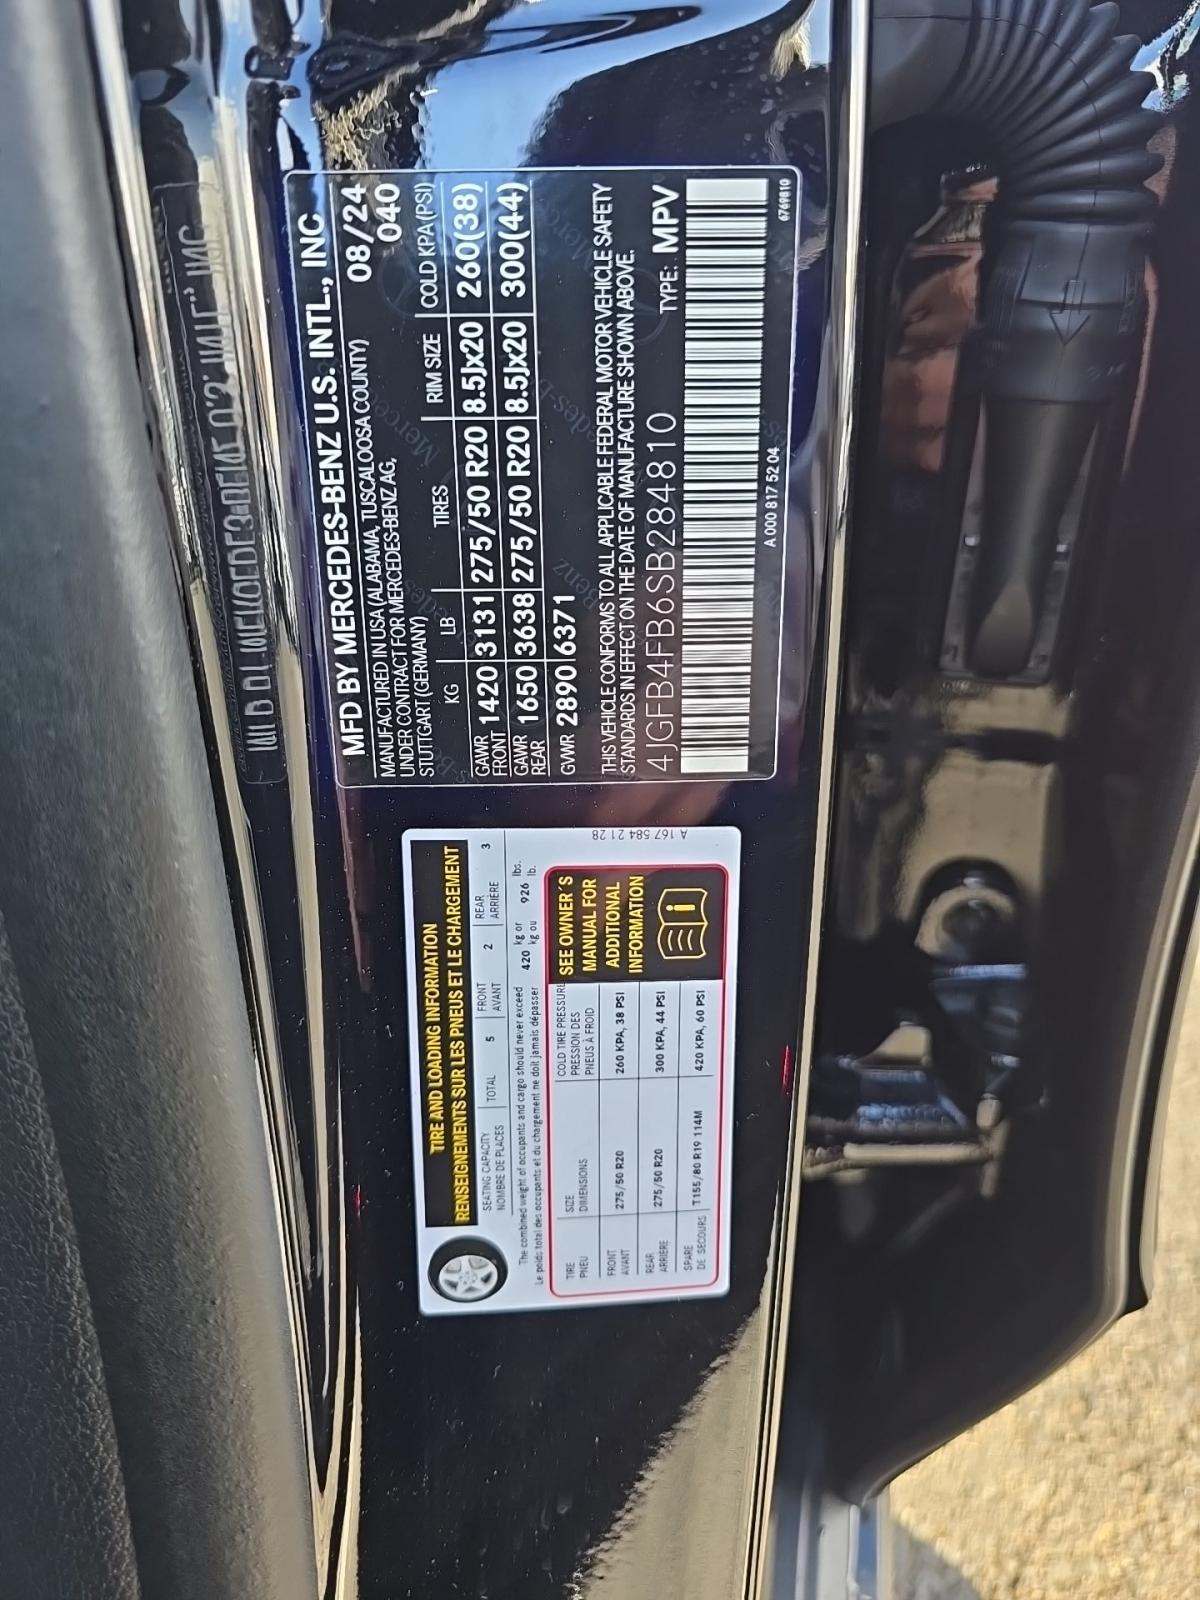 MFD BY MERCEDES-BENZ U.S. INTL., INC
MANUFACTURED IN USA (ALABAMA, TUSCALOOSA COUNTY) 08/24
UNDER CONTRACT FOR MERCEDES-BENZ AG, 040
STUTTGART (GERMANY)
KG LB TIRES RIM SIZE COLD KPA (PSI)
GAWR FRONT 1420 3131 275/50 R20 8.5Jx20 260(38)
GAWR REAR 1650 3638 275/50 R20 8.5Jx20 300(44)
GVWR 2890 6371
THIS VEHICLE CONFORMS TO ALL APPLICABLE FEDERAL MOTOR VEHICLE SAFETY
STANDARDS IN EFFECT ON THE DATE OF MANUFACTURE SHOWN ABOVE.
4JGFB4FB6SB284810 TYPE: MPV
A 000 817 52 04 6769810
TIRE AND LOADING INFORMATION
RENSEIGNEMENTS SUR LES PNEUS ET LE CHARGEMENT
SEATING CAPACITY TOTAL 5 FRONT 2 REAR 3
NOMBRE DE PLACES AVANT ARRIÈRE
The combined weight of occupants and cargo should never exceed 420 kg or 926 lbs.
Le poids total des occupants et du chargement ne doit jamais dépasser kg ou lb.
TIRE SIZE COLD TIRE PRESSURE
PNEU DIMENSIONS PRESSION DES
PNEUS À FROID
FRONT 275/50 R20 260 KPA, 38 PSI
AVANT
REAR 275/50 R20 300 KPA, 44 PSI
ARRIÈRE
SPARE T155/80 R19 114M 420 KPA, 60 PSI
DE SECOURS
SEE OWNER'S
MANUAL FOR
ADDITIONAL
INFORMATION
A 167 584 21 28